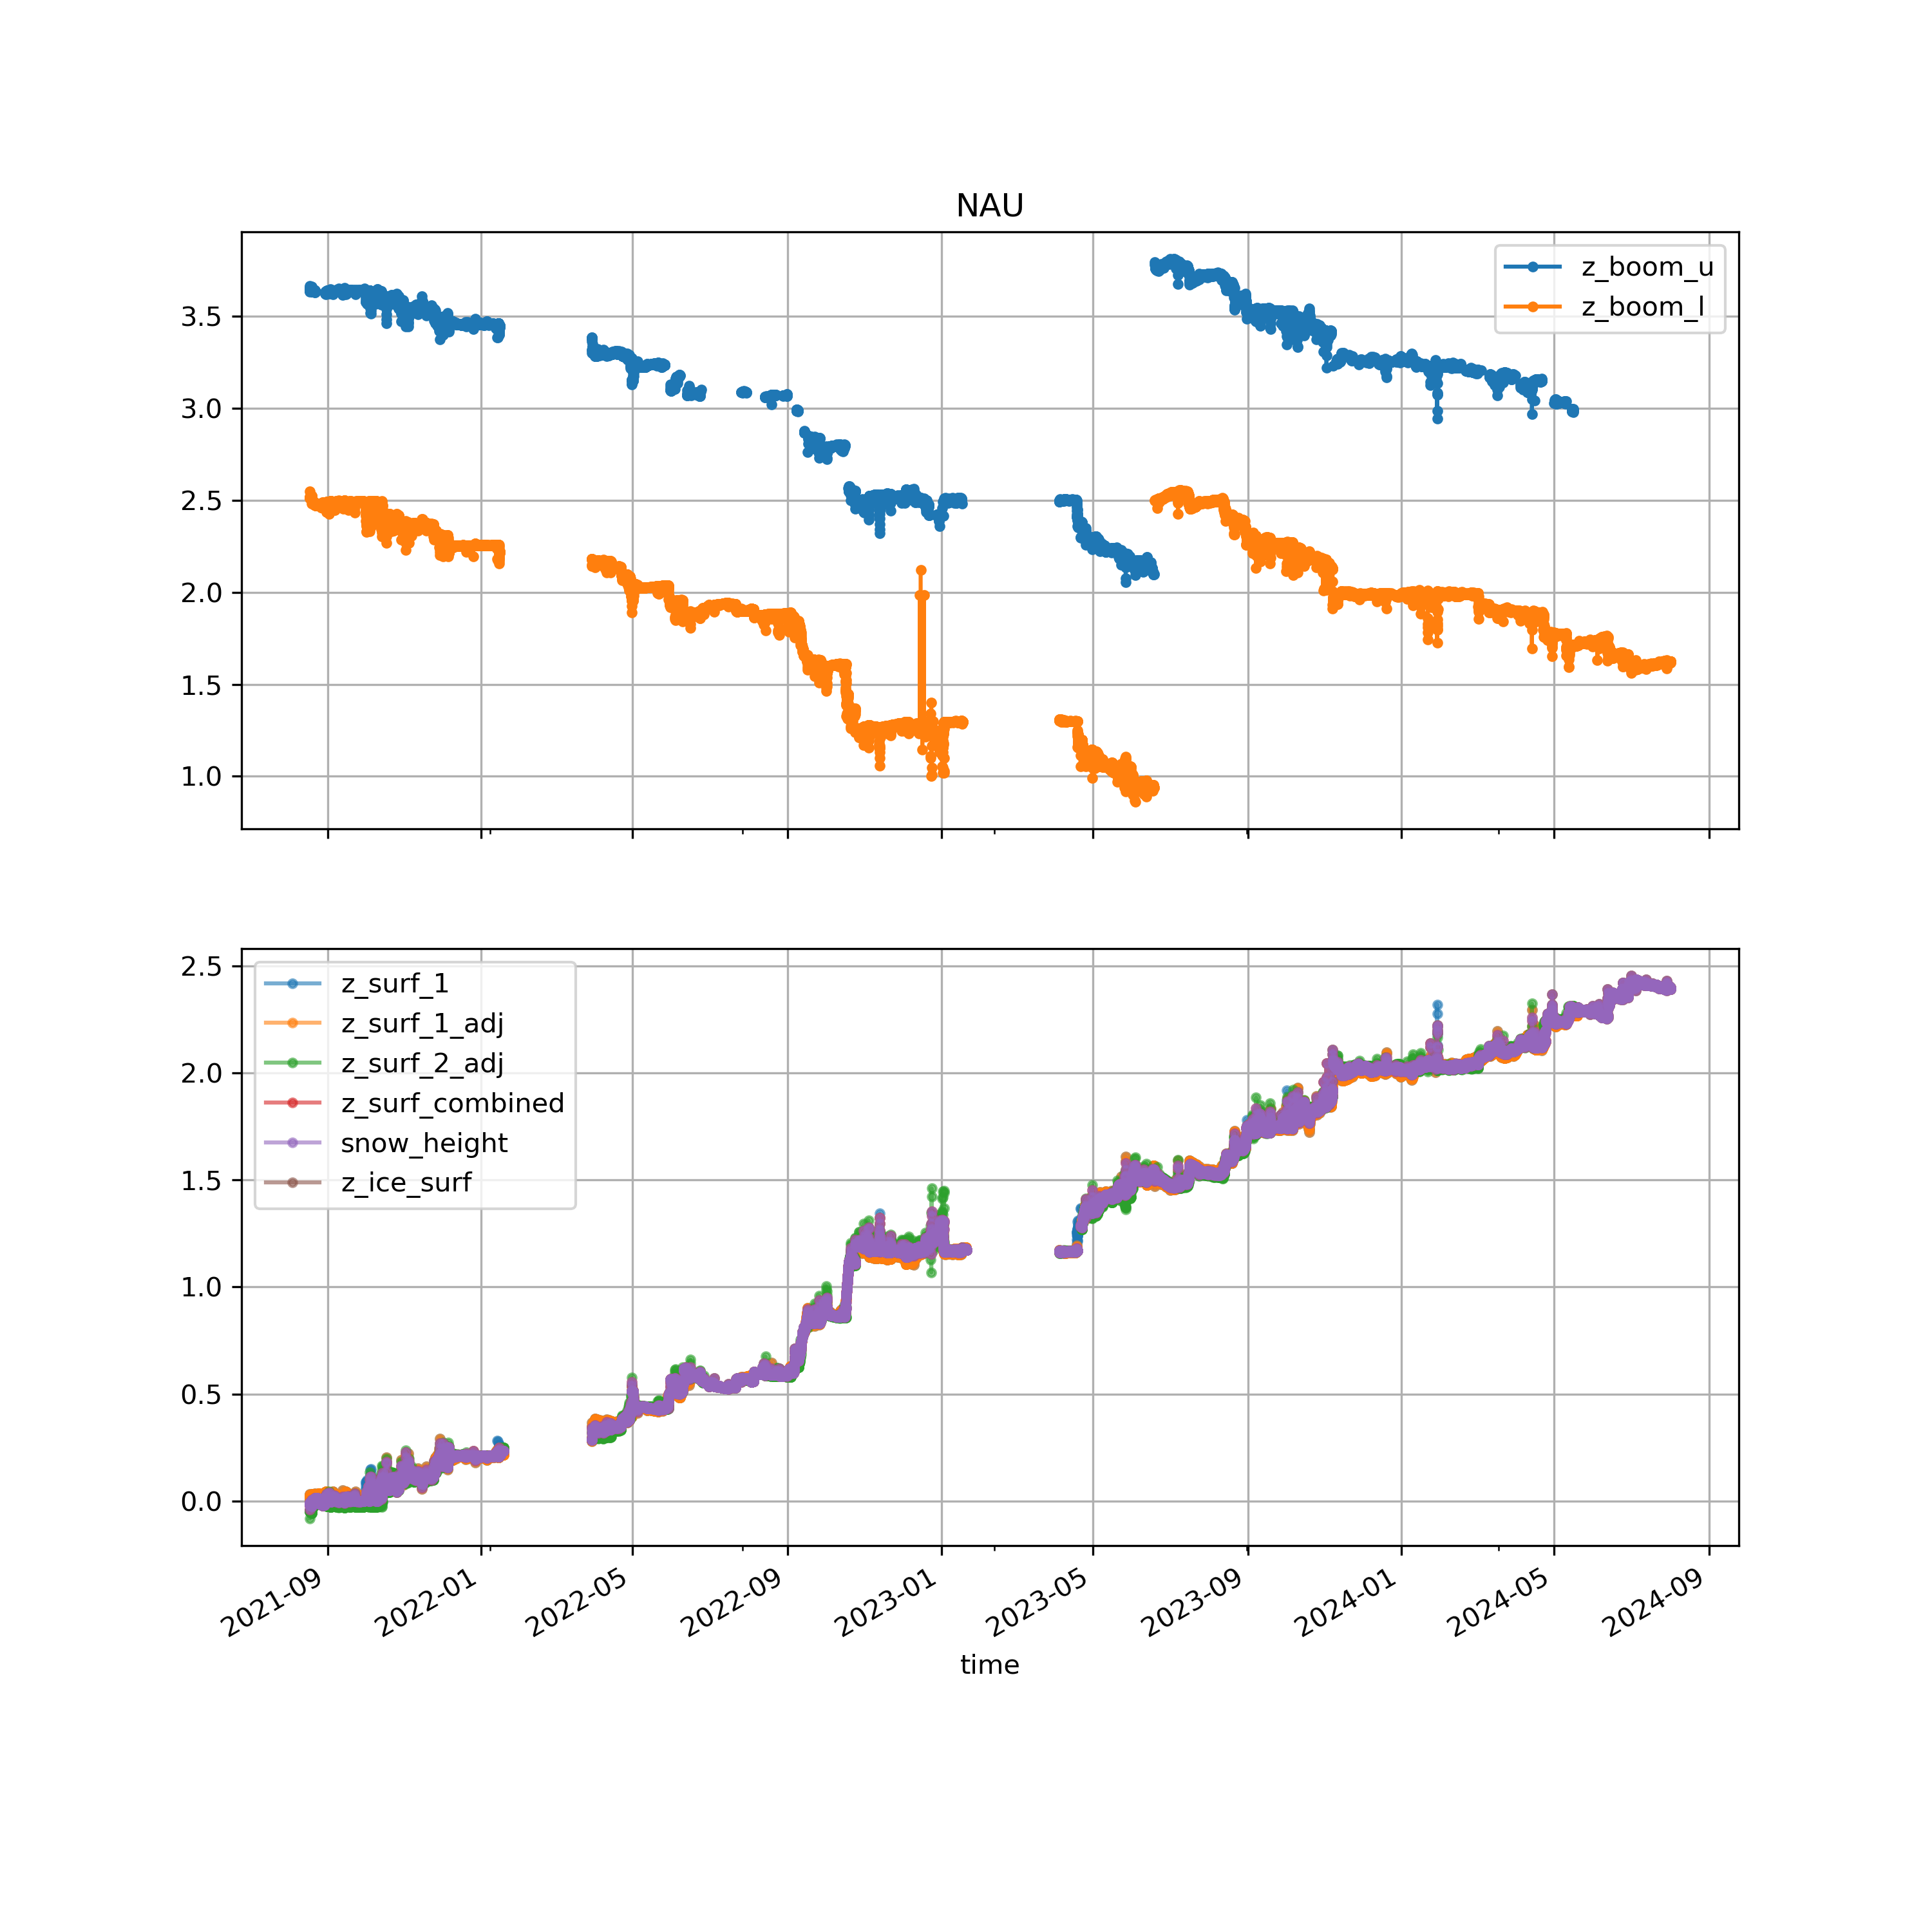 NAU
3.5
3.0
2.5
2.0
1.5
1.0
z_boom_u
z_boom_l
2.5
2.0
1.5
1.0
0.5
0.0
z_surf_1
z_surf_1_adj
z_surf_2_adj
z_surf_combined
snow_height
z_ice_surf
2021-09
2022-01
2022-05
2022-09
2023-01
2023-05
2023-09
2024-01
2024-05
2024-09
time